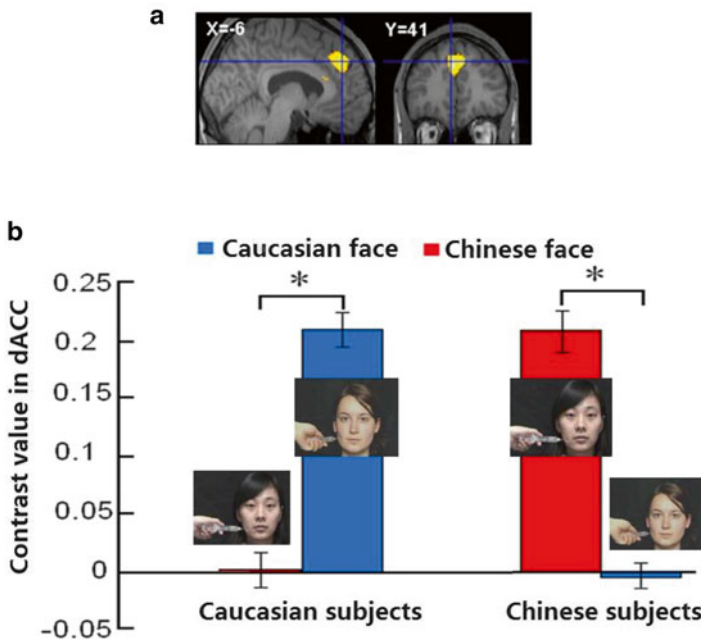 a
X=-6 Y=41
b
Caucasian face Chinese face
Contrast value in dACC
0.25
*
*
0.2
0.15
0.1
0.05
0
-0.05
Caucasian subjects Chinese subjects